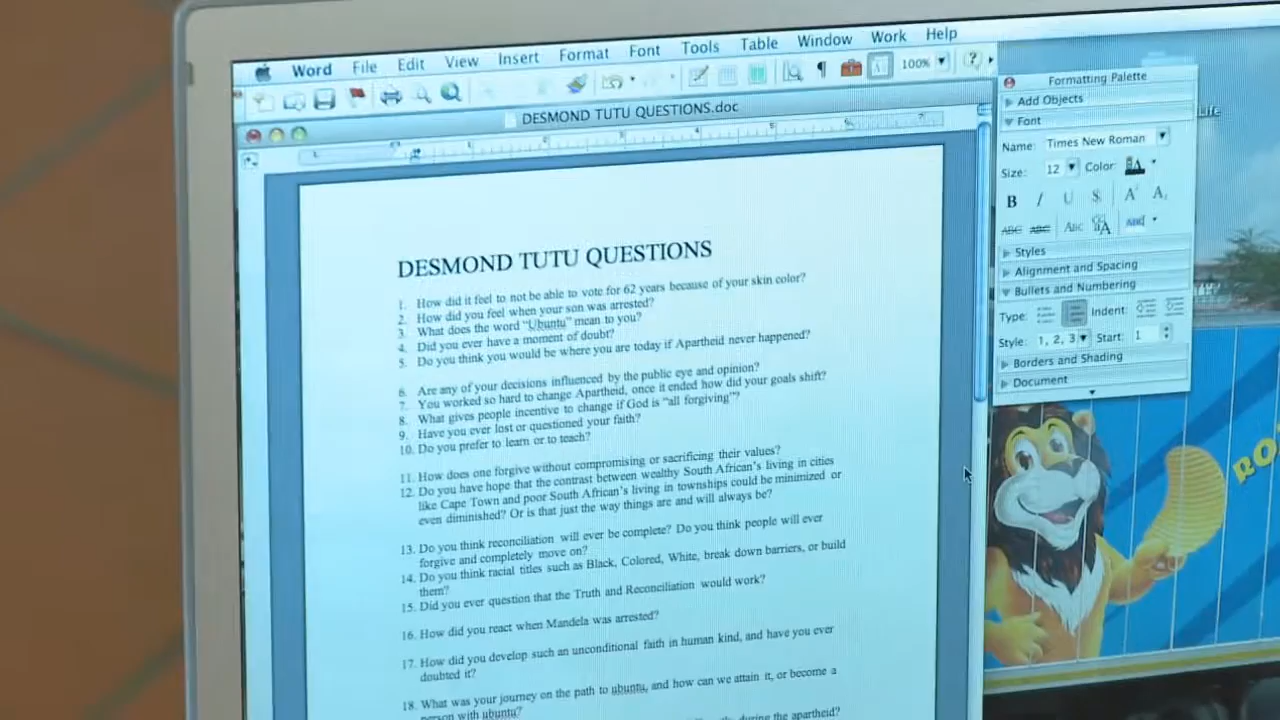 Word File Edit View Insert Format Font Tools Table Window Work Help
100%
DESMOND TUTU QUESTIONS.doc
Formatting Palette
Add Objects
Font
Name: Times New Roman
Size: 12 Color:
Styles
Alignment and Spacing
Bullets and Numbering
Type: Indent:
Style: 1, 2, 3 Start: 1
Borders and Shading
Document
Life
DESMOND TUTU QUESTIONS
1. How did it feel to not be able to vote for 62 years because of your skin color?
2. How did you feel when your son was arrested?
3. What does the word "Ubuntu" mean to you?
4. Did you ever have a moment of doubt?
5. Do you think you would be where you are today if Apartheid never happened?
6. Are any of your decisions influenced by the public eye and opinion?
7. You worked so hard to change Apartheid, once it ended how did your goals shift?
8. What gives people incentive to change if God is "all forgiving"?
9. Have you ever lost or questioned your faith?
10. Do you prefer to learn or to teach?
11. How does one forgive without compromising or sacrificing their values?
12. Do you have hope that the contrast between wealthy South African's living in cities
like Cape Town and poor South African's living in townships could be minimized or
even diminished? Or is that just the way things are and will always be?
13. Do you think reconciliation will ever be complete? Do you think people will ever
forgive and completely move on?
14. Do you think racial titles such as Black, Colored, White, break down barriers, or build
them?
15. Did you ever question that the Truth and Reconciliation would work?
16. How did you react when Mandela was arrested?
17. How did you develop such an unconditional faith in human kind, and have you ever
doubted it?
18. What was your journey on the path to ubuntu, and how can we attain it, or become a
person with ubuntu?
during the apartheid?